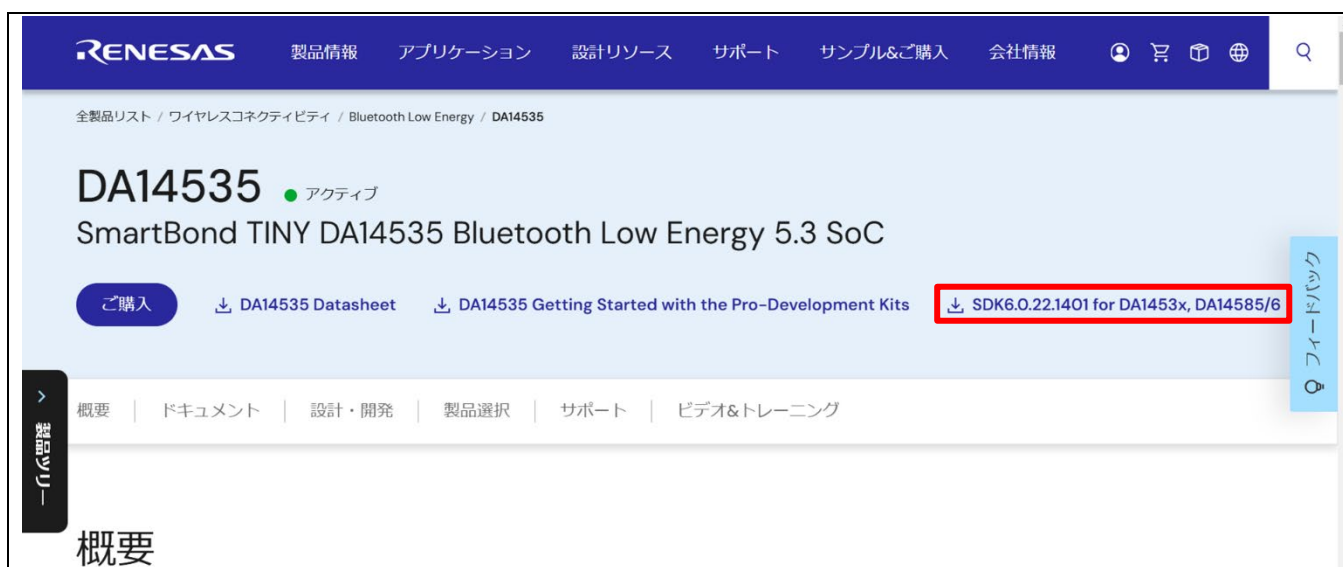 RENESAS 製品情報 アプリケーション 設計リソース サポート サンプル&ご購入 会社情報
全製品リスト / ワイヤレスコネクティビティ / Bluetooth Low Energy / DA14535
DA14535 アクティブ
SmartBond TINY DA14535 Bluetooth Low Energy 5.3 SoC
ご購入 DA14535 Datasheet DA14535 Getting Started with the Pro-Development Kits SDK6.0.22.1401 for DA1453x, DA14585/6
フィードバック
概要 | ドキュメント | 設計・開発 | 製品選択 | サポート | ビデオ&トレーニング
製品ツリー
概要